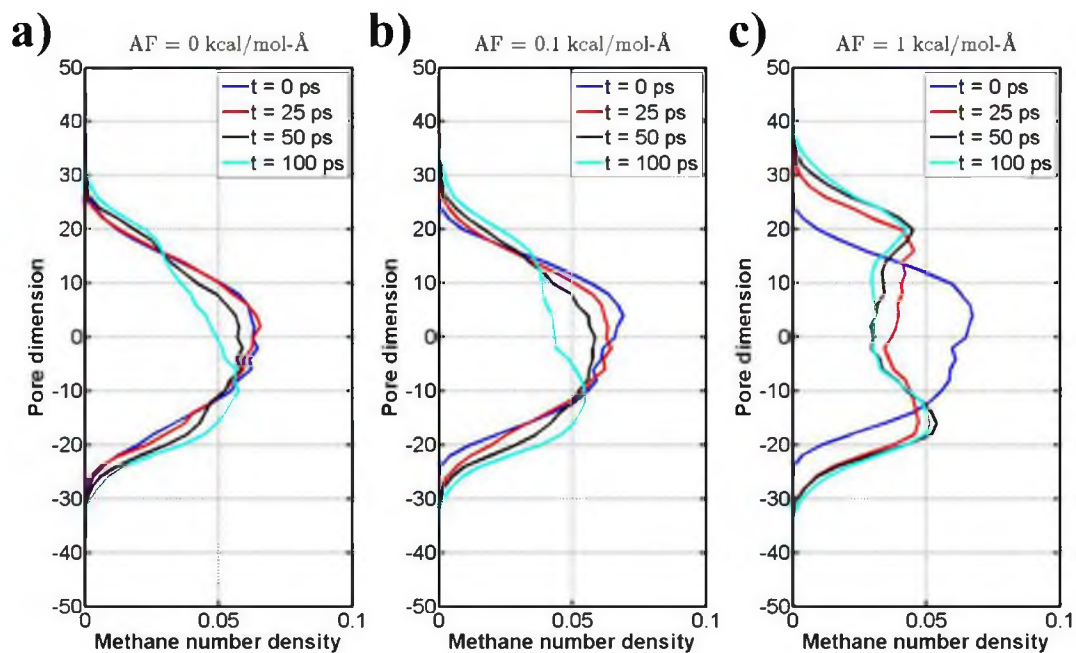 a)
AF = 0 kcal/mol-Å
50
40
30
20
10
0
-10
-20
-30
-40
-50
Pore dimension
t = 0 ps
t = 25 ps
t = 50 ps
t = 100 ps
0
0.05
0.1
Methane number density
b)
AF = 0.1 kcal/mol-Å
50
40
30
20
10
0
-10
-20
-30
-40
-50
Pore dimension
t = 0 ps
t = 25 ps
t = 50 ps
t = 100 ps
0
0.05
0.1
Methane number density
c)
AF = 1 kcal/mol-Å
50
40
30
20
10
0
-10
-20
-30
-40
-50
Pore dimension
t = 0 ps
t = 25 ps
t = 50 ps
t = 100 ps
0
0.05
0.1
Methane number density